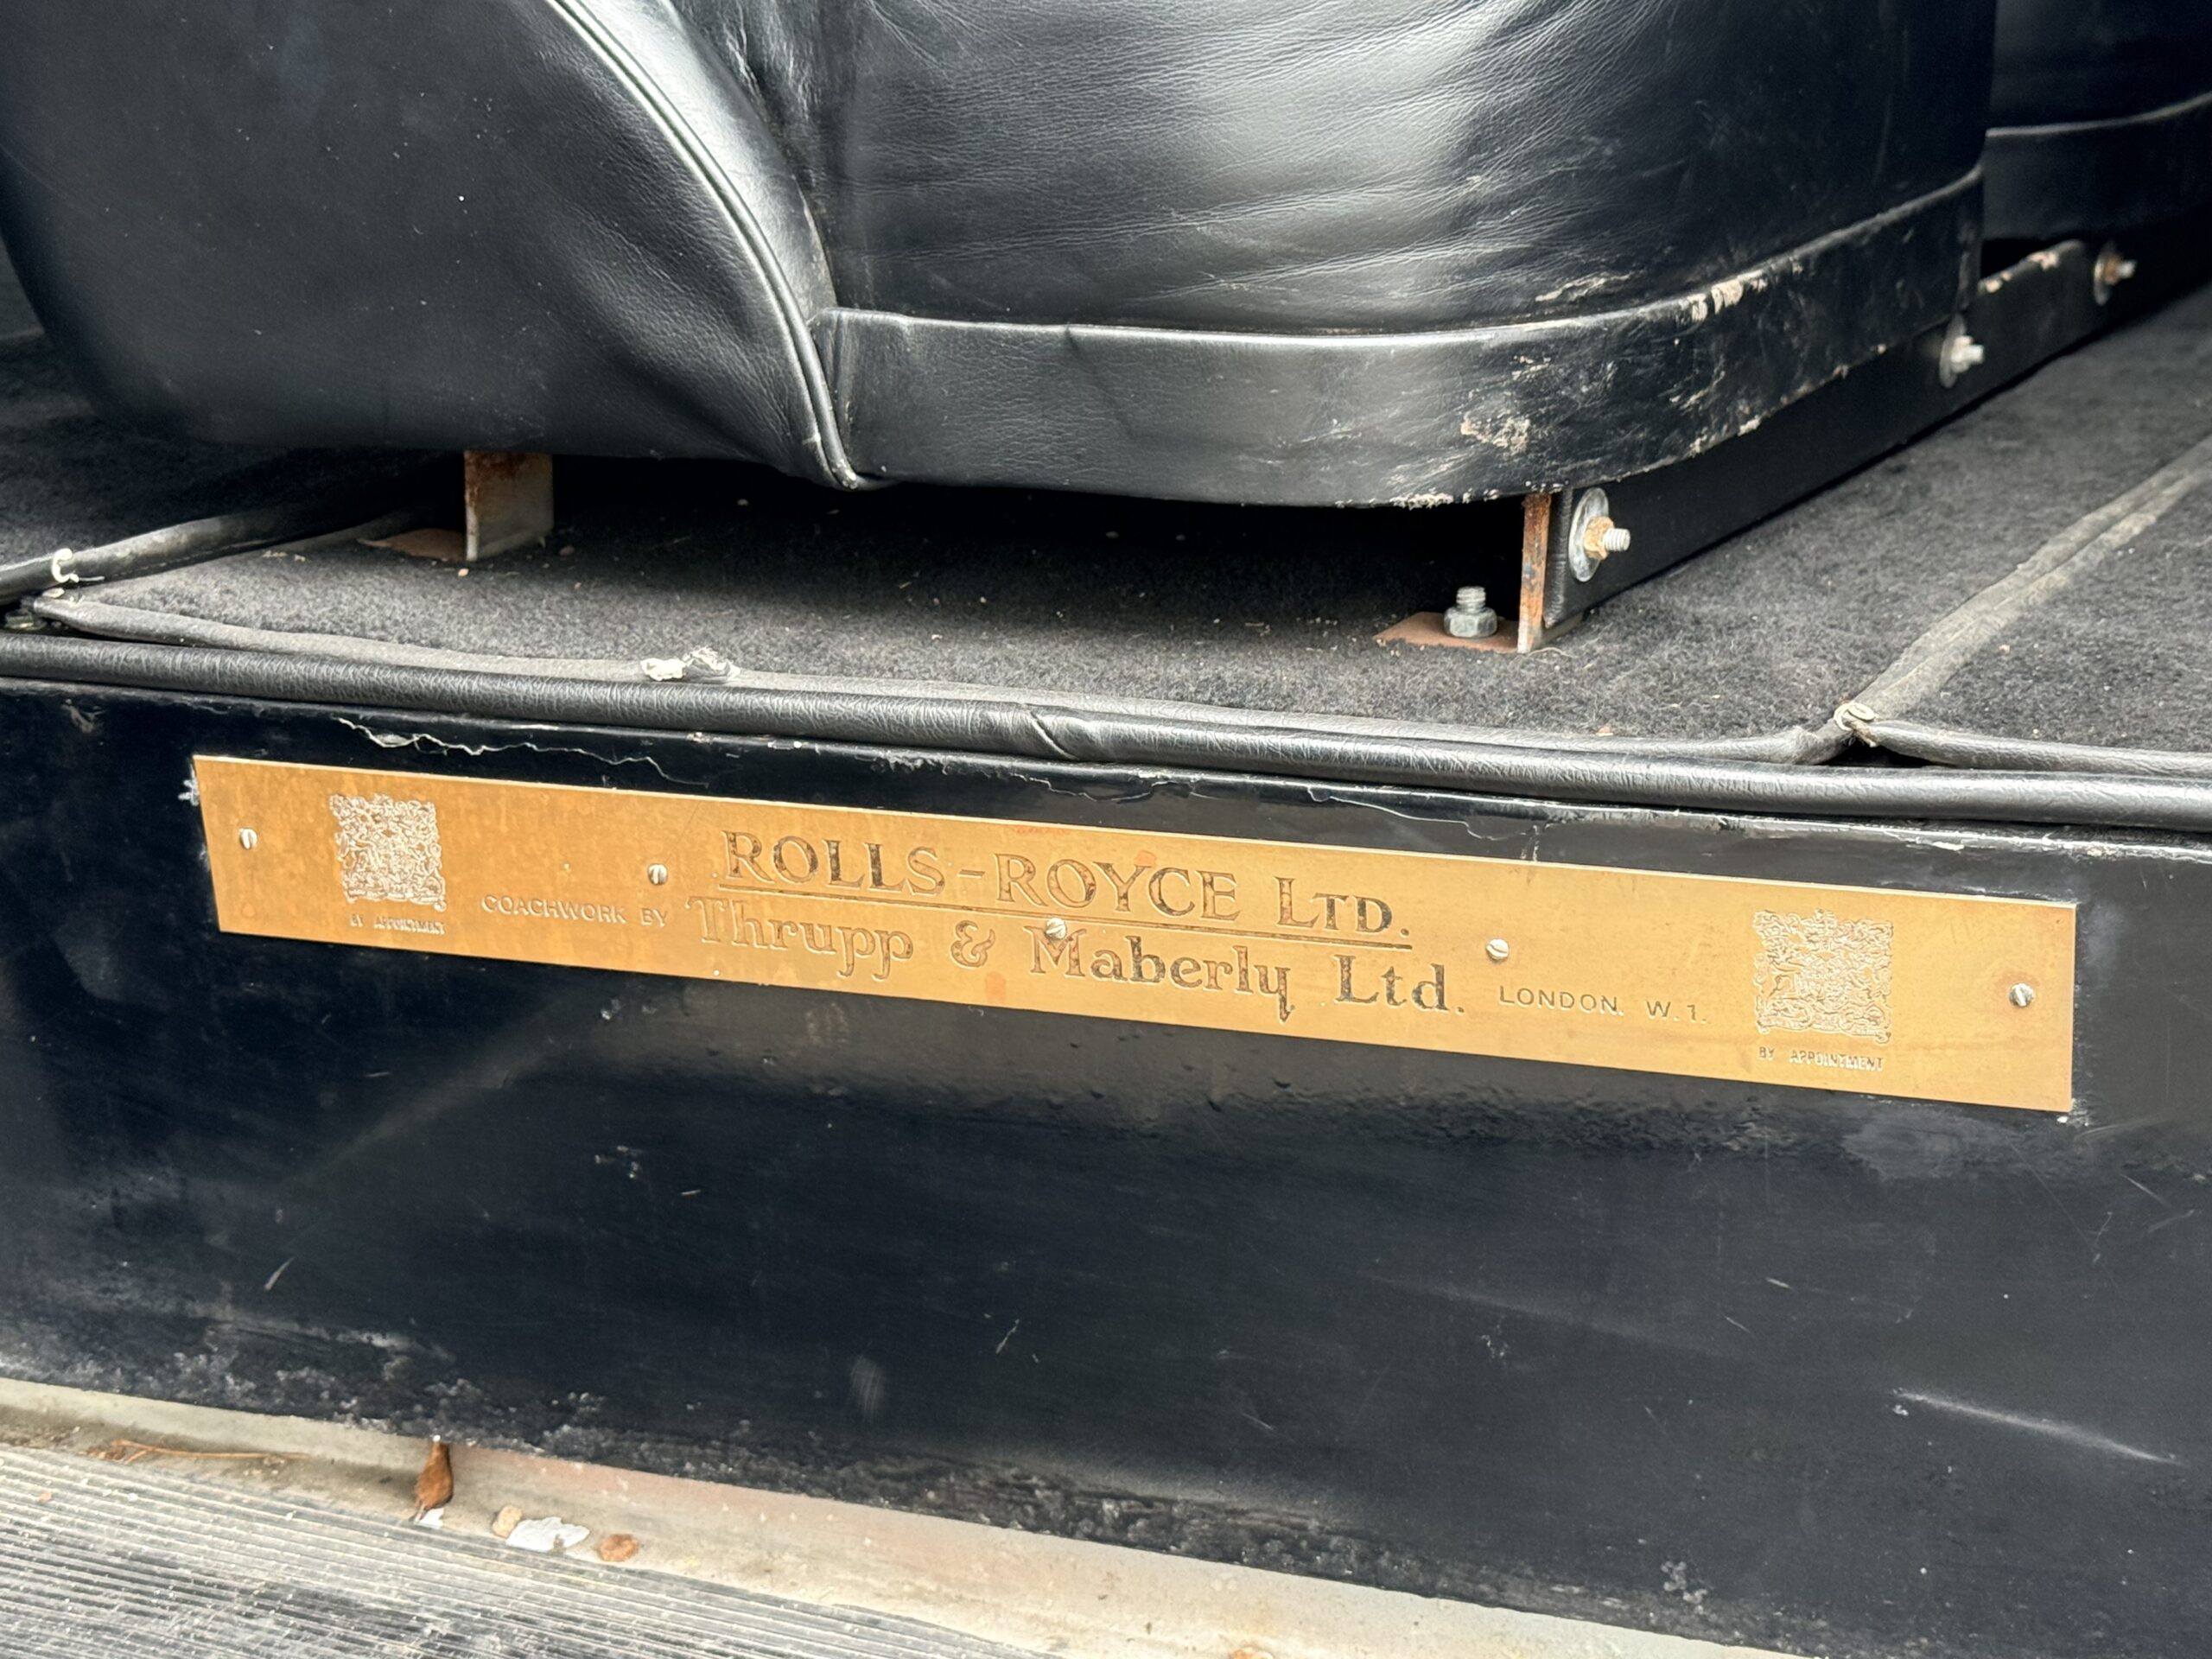 ROLLS-ROYCE LTD.
COACHWORK BY Thrupp & Maberly Ltd. LONDON. W.1.
BY APPOINTMENT
BY APPOINTMENT